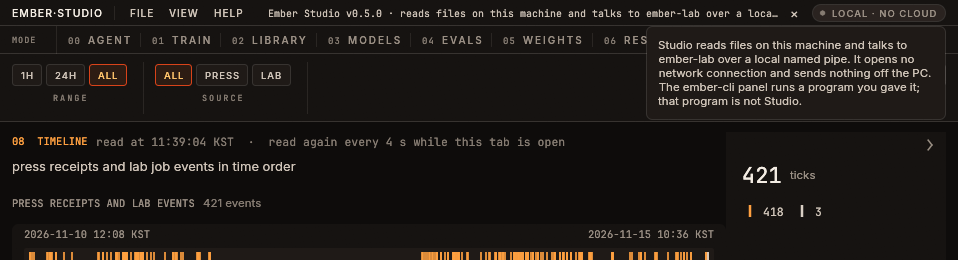 EMBER·STUDIO FILE VIEW HELP Ember Studio v0.5.0 · reads files on this machine and talks to ember-lab over a loca… × LOCAL · NO CLOUD
MODE 00 AGENT 01 TRAIN 02 LIBRARY 03 MODELS 04 EVALS 05 WEIGHTS 06 RES
Studio reads files on this machine and talks to
ember-lab over a local named pipe. It opens no
network connection and sends nothing off the PC.
The ember-cli panel runs a program you gave it;
that program is not Studio.
1H 24H ALL ALL PRESS LAB
RANGE SOURCE
08 TIMELINE read at 11:39:04 KST · read again every 4 s while this tab is open
press receipts and lab job events in time order
421 ticks
PRESS RECEIPTS AND LAB EVENTS 421 events
418 3
2026-11-10 12:08 KST 2026-11-15 10:36 KST